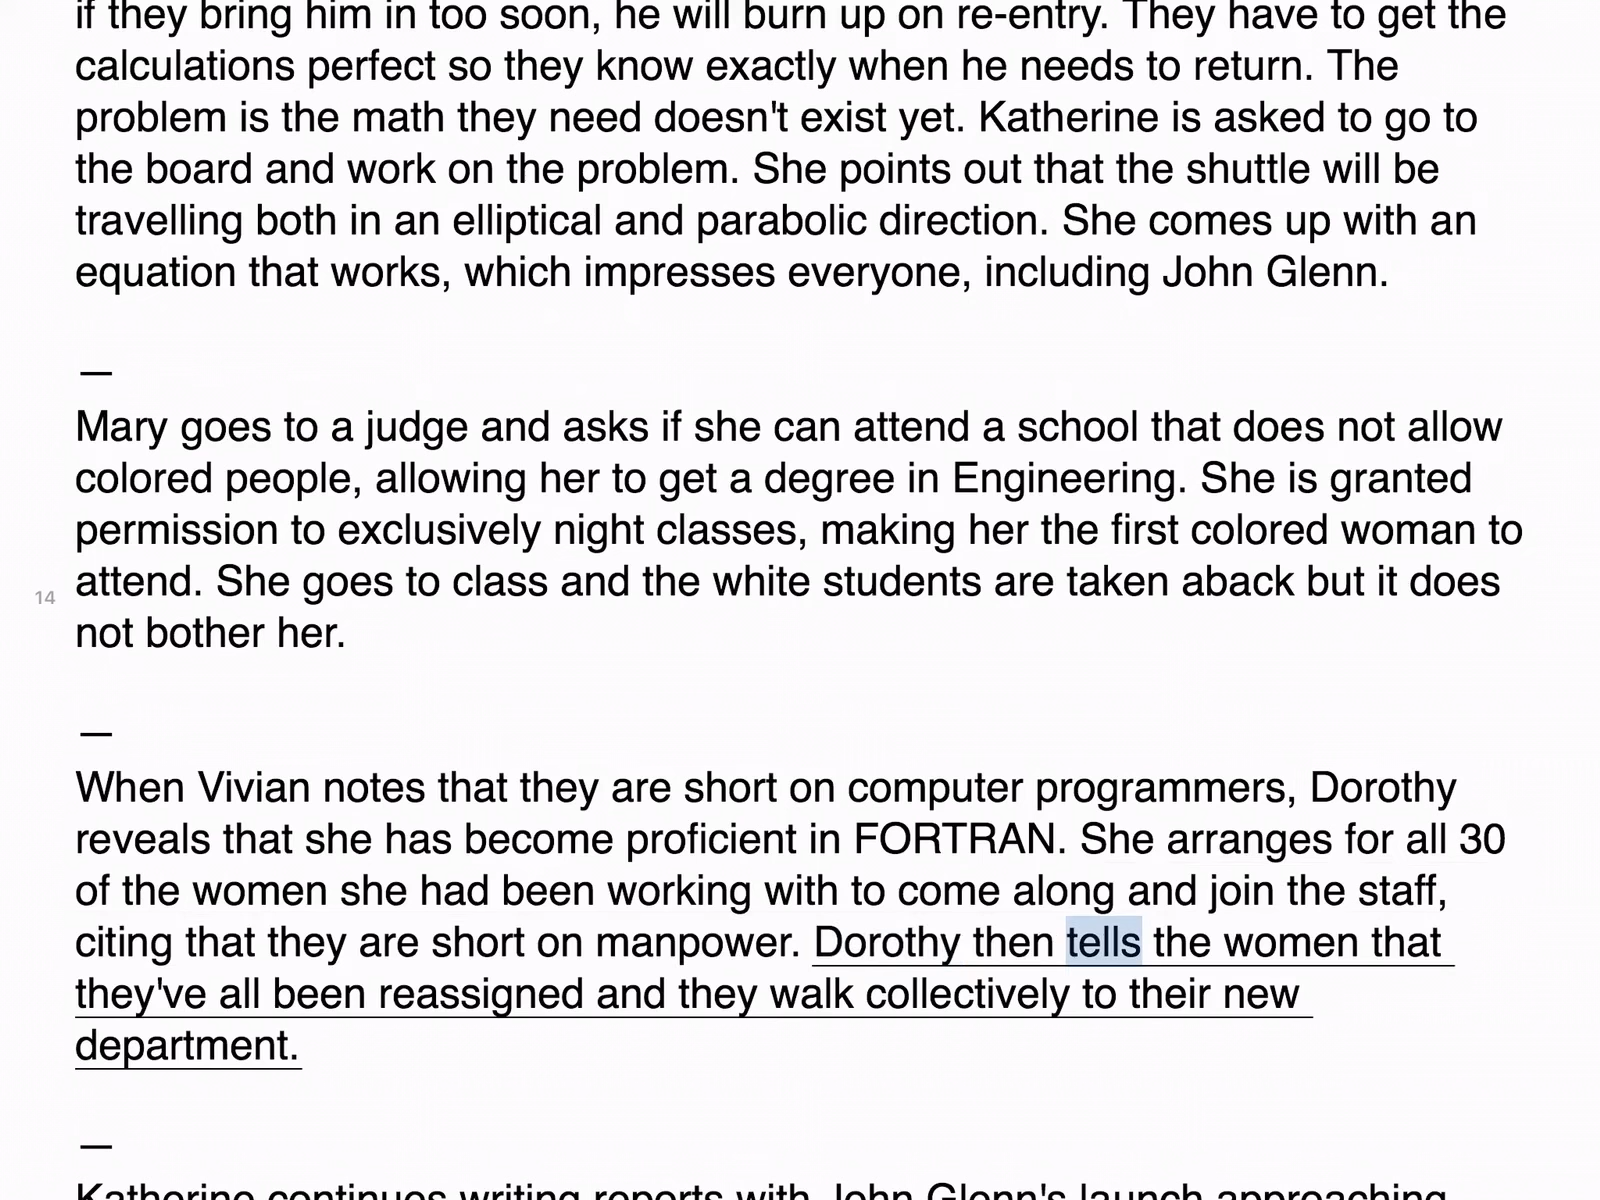 if they bring him in too soon, he will burn up on re-entry. They have to get the
calculations perfect so they know exactly when he needs to return. The
problem is the math they need doesn't exist yet. Katherine is asked to go to
the board and work on the problem. She points out that the shuttle will be
travelling both in an elliptical and parabolic direction. She comes up with an
equation that works, which impresses everyone, including John Glenn.
—
Mary goes to a judge and asks if she can attend a school that does not allow
colored people, allowing her to get a degree in Engineering. She is granted
permission to exclusively night classes, making her the first colored woman to
attend. She goes to class and the white students are taken aback but it does
14
not bother her.
—
When Vivian notes that they are short on computer programmers, Dorothy
reveals that she has become proficient in FORTRAN. She arranges for all 30
of the women she had been working with to come along and join the staff,
citing that they are short on manpower. Dorothy then tells the women that
they've all been reassigned and they walk collectively to their new
department.
—
Katherine continues writing reports with John Glenn's launch approaching